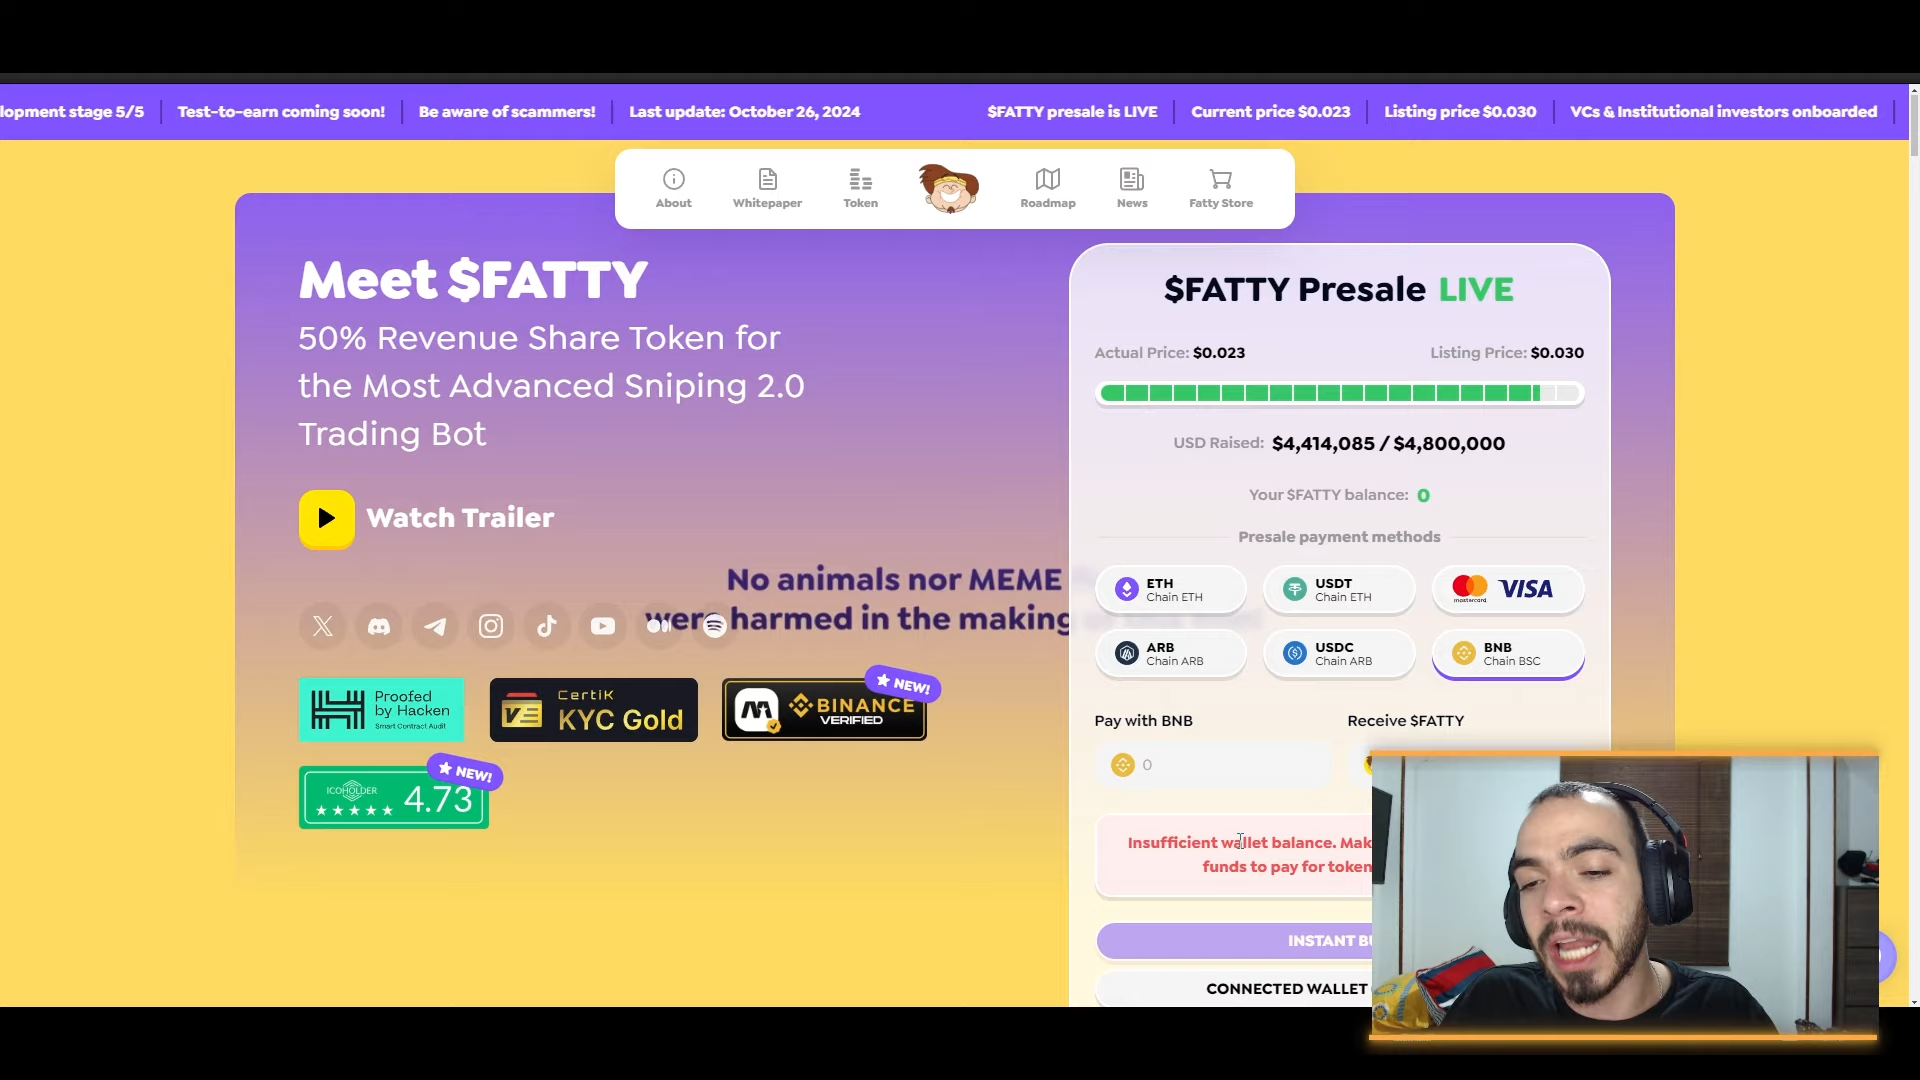 lopment stage 5/5
Test-to-earn coming soon!
Be aware of scammers!
Last update: October 26, 2024
$FATTY presale is LIVE
Current price $0.023
Listing price $0.030
VCs & Institutional investors onboarded
About
Whitepaper
Token
Roadmap
News
Fatty Store
Meet $FATTY
50% Revenue Share Token for
the Most Advanced Sniping 2.0
Trading Bot
Watch Trailer
No animals nor MEME
were harmed in the making
Proofed
by Hacken
Smart Contract Audit
CertiK
KYC Gold
BINANCE
VERIFIED
NEW!
ICOHOLDER
4.73
NEW!
$FATTY Presale LIVE
Actual Price: $0.023
Listing Price: $0.030
USD Raised: $4,414,085 / $4,800,000
Your $FATTY balance: 0
Presale payment methods
ETH
Chain ETH
USDT
Chain ETH
mastercard
VISA
ARB
Chain ARB
USDC
Chain ARB
BNB
Chain BSC
Pay with BNB
Receive $FATTY
0
Insufficient wallet balance. Mak
funds to pay for token
INSTANT BU
CONNECTED WALLET